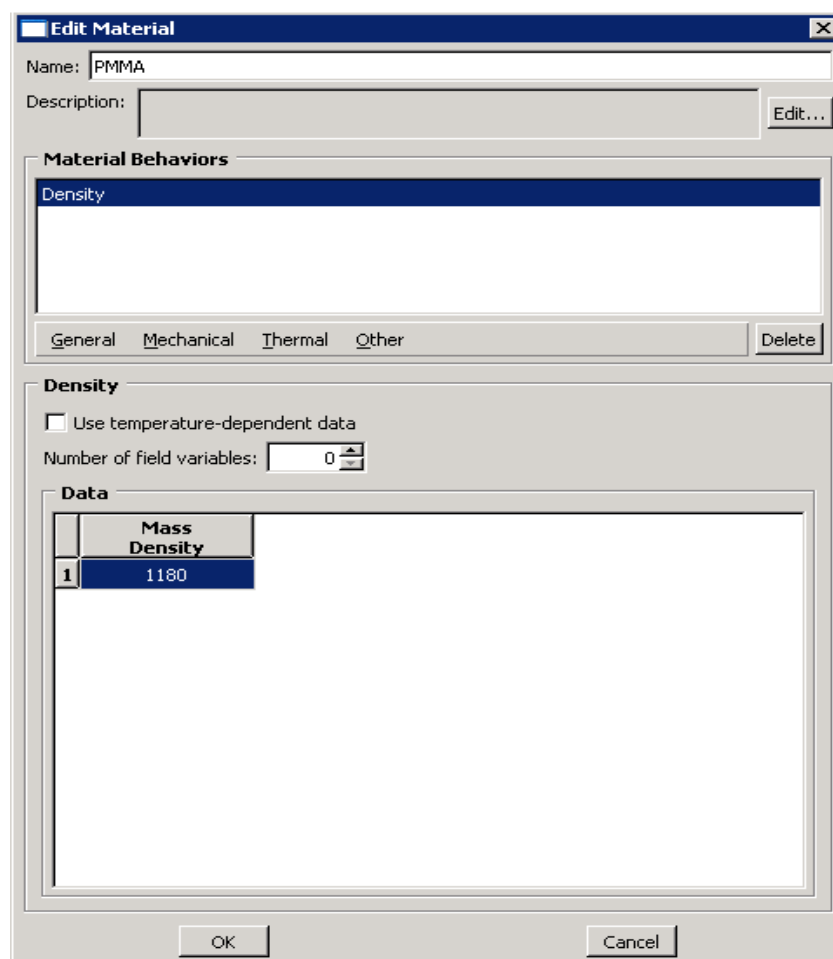 Edit Material
Name: PMMA
Description:
Edit...
Material Behaviors
Density
General Mechanical Thermal Other Delete
Density
Use temperature-dependent data
Number of field variables: 0
Data
Mass
Density
1 1180
OK Cancel